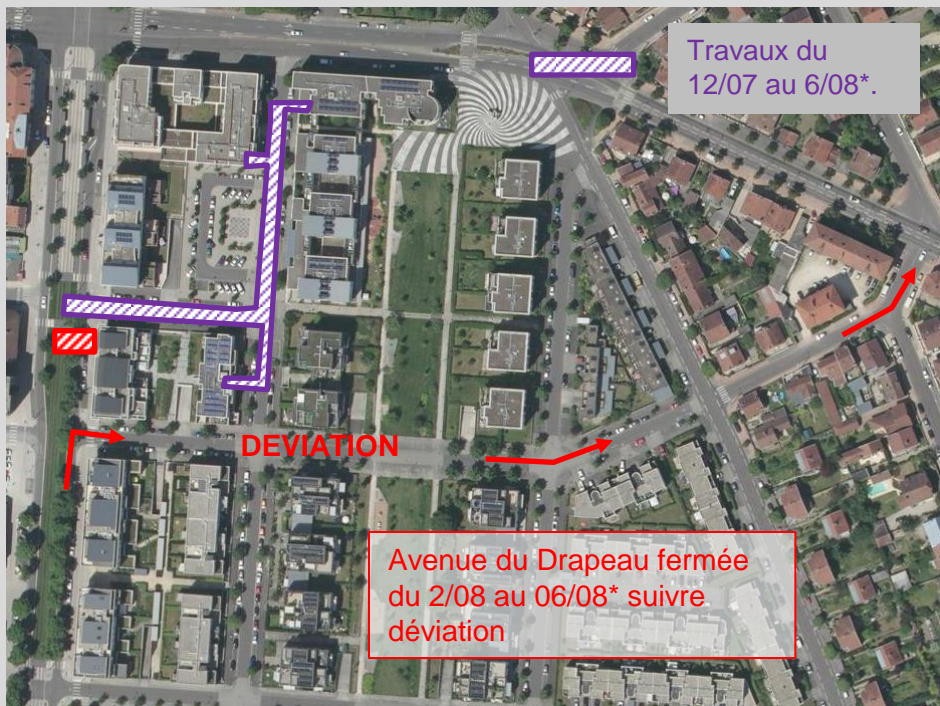 Travaux du
12/07 au 6/08*.
DEVIATION
Avenue du Drapeau fermée
du 2/08 au 06/08* suivre
déviation